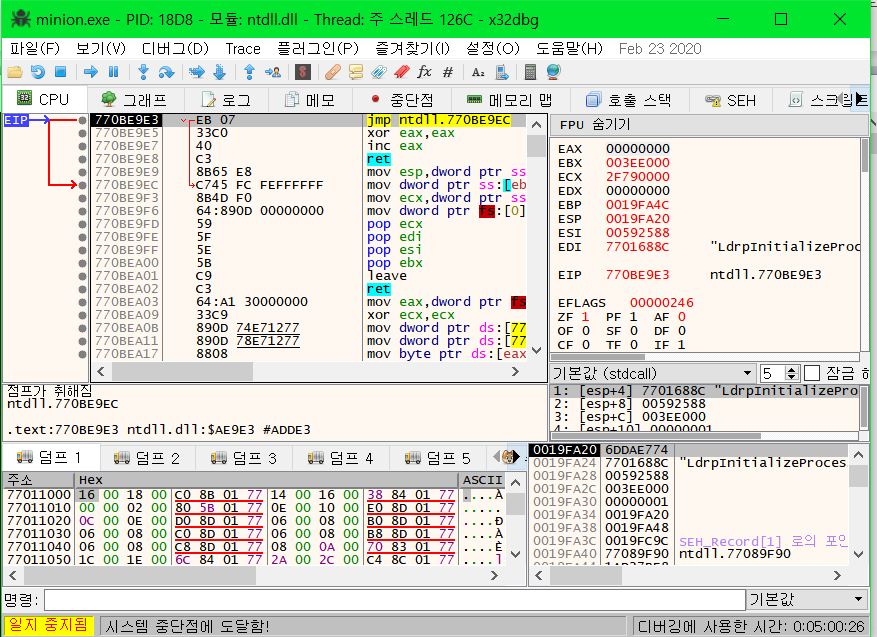 minion.exe - PID: 18D8 - 모듈: ntdll.dll - Thread: 주 스레드 126C - x32dbg
파일(F) 보기(V) 디버그(D) Trace 플러그인(P) 즐겨찾기(I) 설정(O) 도움말(H) Feb 23 2020
CPU 그래프 로그 메모 중단점 메모리 맵 호출 스택 SEH 스크립트
EIP
770BE9E3 EB 07 jmp ntdll.770BE9EC
770BE9E5 33C0 xor eax,eax
770BE9E7 40 inc eax
770BE9E8 C3 ret
770BE9E9 8B65 E8 mov esp,dword ptr ss
770BE9EC C745 FC FEFFFFFF mov dword ptr ss:[eb
770BE9F3 8B4D F0 mov ecx,dword ptr ss
770BE9F6 64:890D 00000000 mov dword ptr fs:[0]
770BE9FD 59 pop ecx
770BE9FE 5F pop edi
770BE9FF 5E pop esi
770BEA00 5B pop ebx
770BEA01 C9 leave
770BEA02 C3 ret
770BEA03 64:A1 30000000 mov eax,dword ptr fs
770BEA09 33C9 xor ecx,ecx
770BEA0B 890D 74E71277 mov dword ptr ds:[77
770BEA11 890D 78E71277 mov dword ptr ds:[77
770BEA17 8808 mov byte ptr ds:[eax
FPU 숨기기
EAX 00000000
EBX 003EE000
ECX 2F790000
EDX 00000000
EBP 0019FA4C
ESP 0019FA20
ESI 00592588
EDI 7701688C "LdrpInitializeProc
EIP 770BE9E3 ntdll.770BE9E3
EFLAGS 00000246
ZF 1 PF 1 AF 0
OF 0 SF 0 DF 0
CF 0 TF 0 IF 1
기본값 (stdcall) 5 잠금
1: [esp+4] 7701688C "LdrpInitializePro
2: [esp+8] 00592588
3: [esp+C] 003EE000
4: [esp+10] 00000001
점프가 취해짐
ntdll.770BE9EC
.text:770BE9E3 ntdll.dll:$AE9E3 #ADDE3
덤프 1 덤프 2 덤프 3 덤프 4 덤프 5
주소 Hex ASCII
77011000 16 00 18 00 C0 8B 01 77 14 00 16 00 38 84 01 77 ....À
77011010 00 00 02 00 80 5B 01 77 0E 00 10 00 E0 8D 01 77 .....
77011020 0C 00 0E 00 D0 8D 01 77 06 00 08 00 B0 8D 01 77 ....Ð
77011030 06 00 08 00 C0 8D 01 77 06 00 08 00 B8 8D 01 77 ....À
77011040 06 00 08 00 C8 8D 01 77 08 00 0A 00 70 83 01 77 ....È
77011050 1C 00 1E 00 6C 84 01 77 2A 00 2C 00 C4 8C 01 77 ....l
0019FA20 6DDAE774
0019FA24 7701688C "LdrpInitializeProces
0019FA28 00592588
0019FA2C 003EE000
0019FA30 00000001
0019FA34 0019FA20
0019FA38 0019FA48
0019FA3C 0019FC9C SEH_Record[1] 로의 포인
0019FA40 77089F90 ntdll.77089F90
명령: 기본값
일지 중지됨 시스템 중단점에 도달함! 디버깅에 사용한 시간: 0:05:00:26